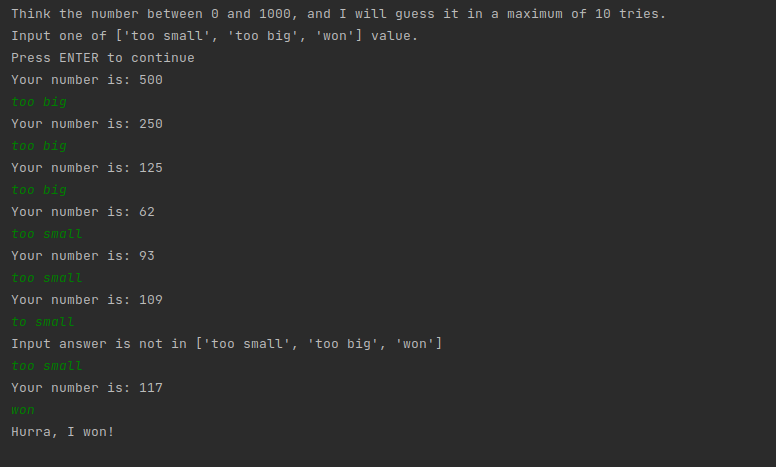 Think the number between 0 and 1000, and I will guess it in a maximum of 10 tries.
Input one of ['too small', 'too big', 'won'] value.
Press ENTER to continue
Your number is: 500
too big
Your number is: 250
too big
Your number is: 125
too big
Your number is: 62
too small
Your number is: 93
too small
Your number is: 109
to small
Input answer is not in ['too small', 'too big', 'won']
too small
Your number is: 117
won
Hurra, I won!